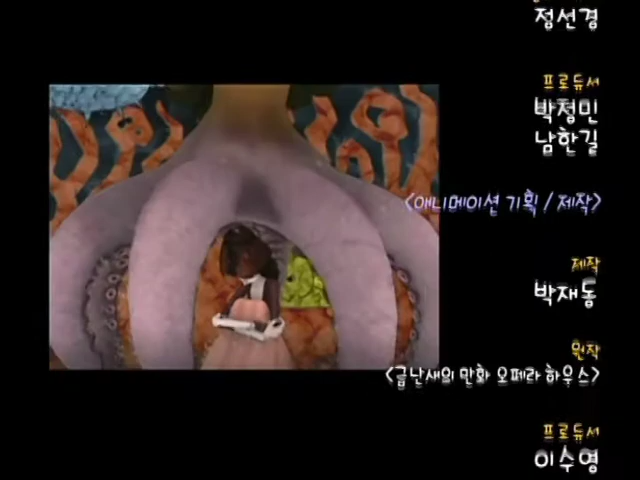 정선경
프로듀서
박정민
남한길
<애니메이션 기획 / 제작>
제작
박재동
원작
<금난새의 만화 오페라 하우스>
프로듀서
이수영